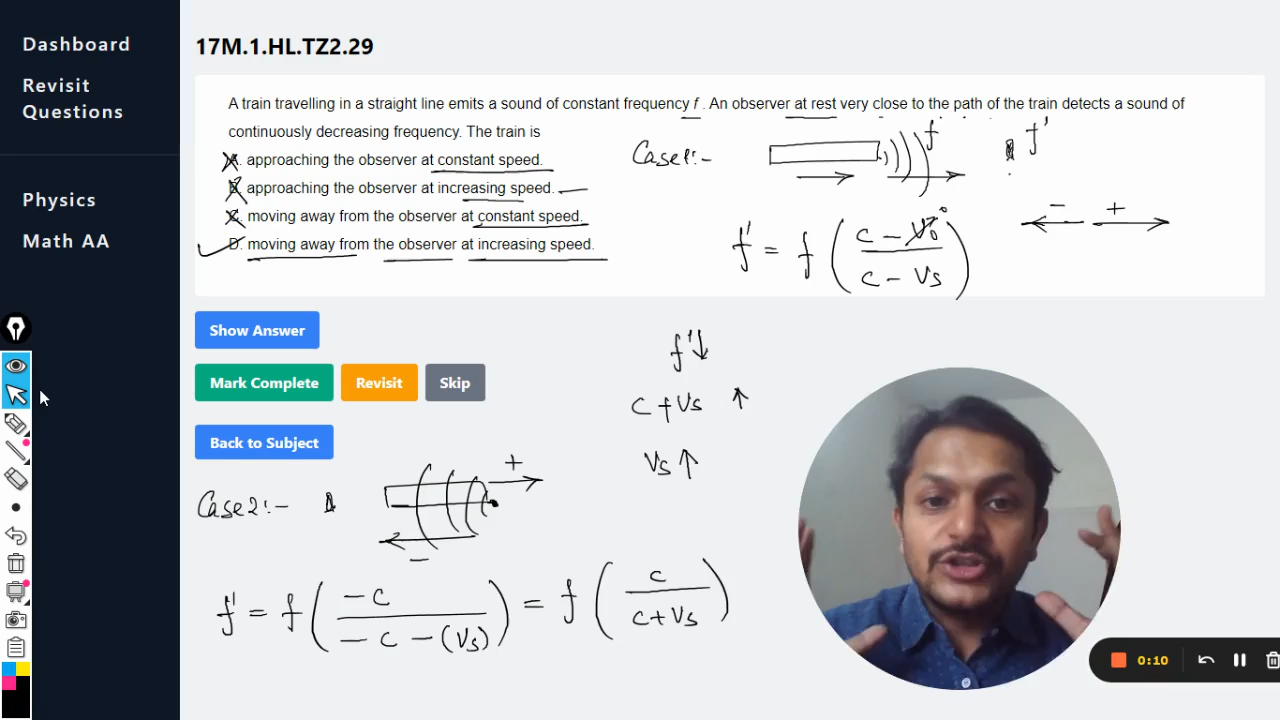 Dashboard
Revisit
Questions
Physics
Math AA
17M.1.HL.TZ2.29
A train travelling in a straight line emits a sound of constant frequency f . An observer at rest very close to the path of the train detects a sound of
continuously decreasing frequency. The train is
A. approaching the observer at constant speed.
B. approaching the observer at increasing speed.
C. moving away from the observer at constant speed.
D. moving away from the observer at increasing speed.
Case1:-
f
f'
- +
f' = f ( c - Vo / c - Vs )
0
Show Answer
Mark Complete
Revisit
Skip
Back to Subject
f'↓
c + Vs ↑
Vs ↑
Case2:-
+
-
f' = f ( -c / -c - (Vs) ) = f ( c / c + Vs )
0:10